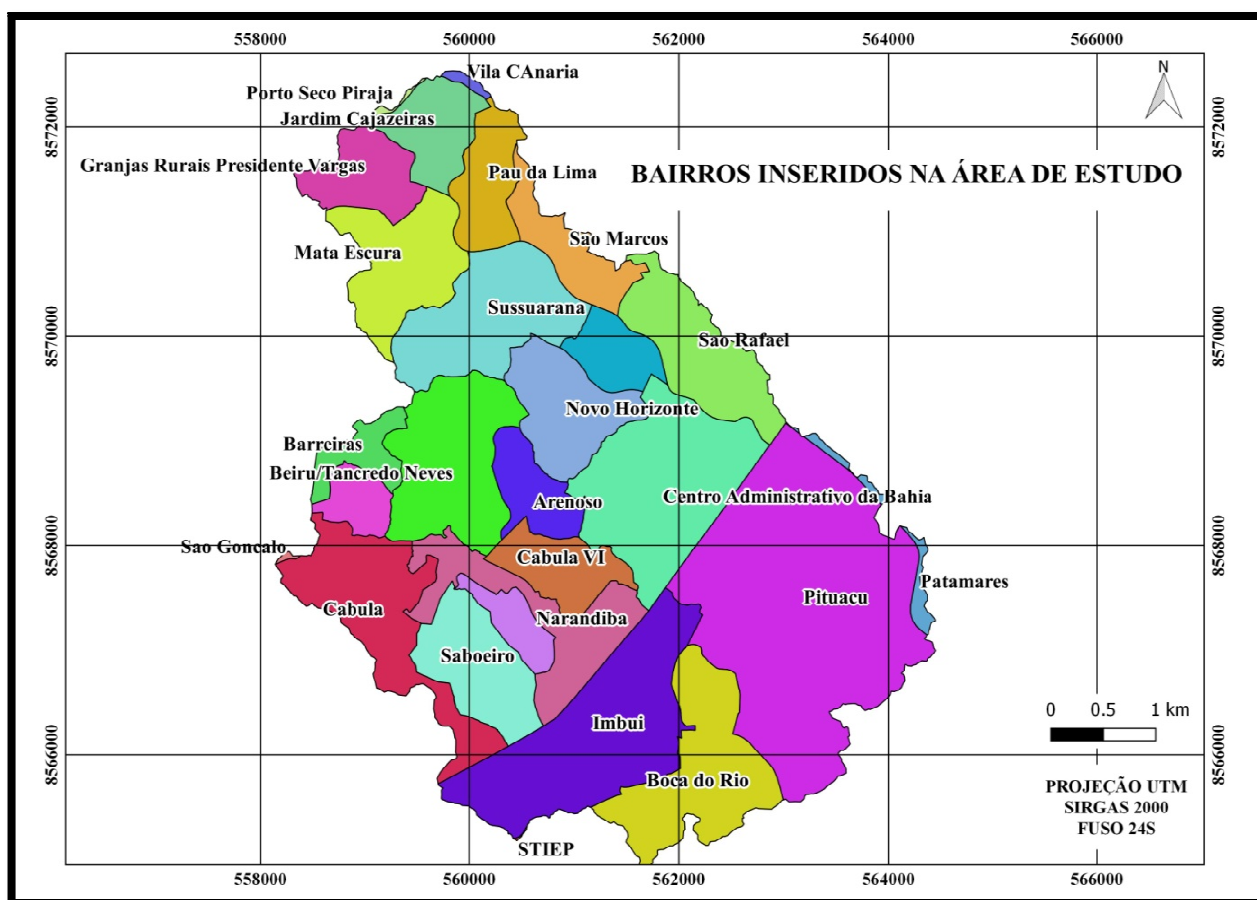 558000 560000 562000 564000 566000
Vila CAnaria
N
Porto Seco Piraja
Jardim Cajazeiras
8572000 8572000
Granjas Rurais Presidente Vargas
Pau da Lima
BAIRROS INSERIDOS NA ÁREA DE ESTUDO
Sao Marcos
Mata Escura
Sussuarana
8570000 8570000
Sao Rafael
Novo Horizonte
Barreiras
Beiru/Tancredo Neves
Centro Administrativo da Bahia
Arenoso
8568000 8568000
Sao Goncalo
Cabula VI
Patamares
Pituacu
Cabula
Narandiba
Saboeiro
0 0.5 1 km
Imbui
8566000 8566000
Boca do Rio
PROJEÇÃO UTM
SIRGAS 2000
FUSO 24S
STIEP
558000 560000 562000 564000 566000